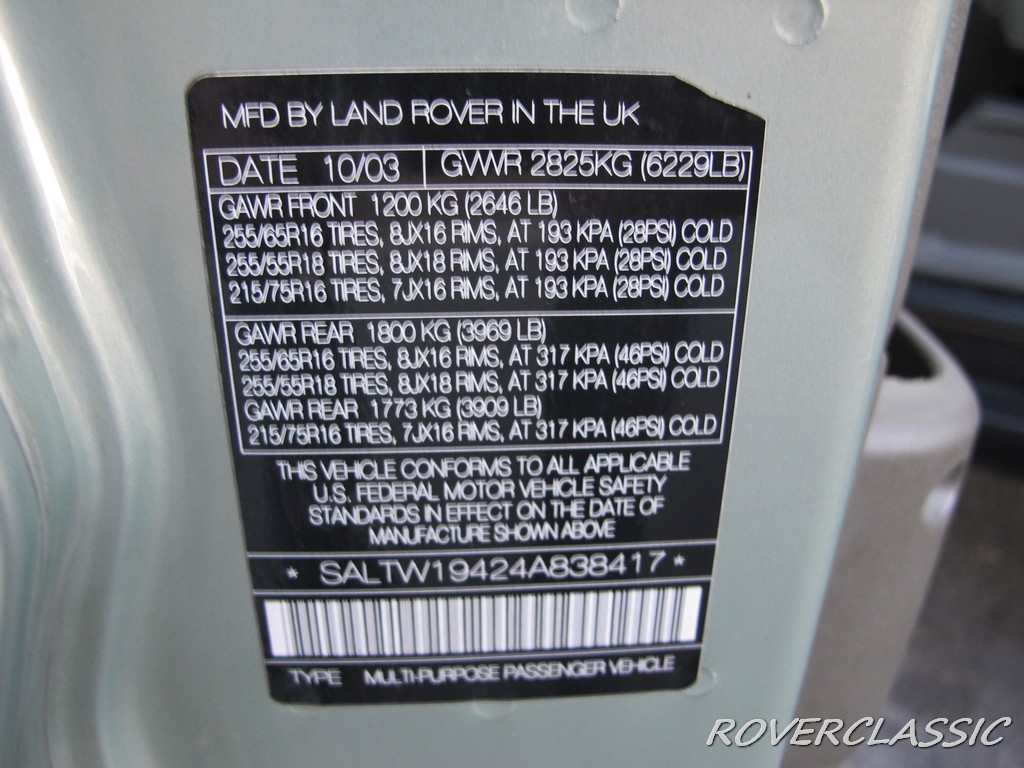 MFD BY LAND ROVER IN THE UK
DATE 10/03 GVWR 2825KG (6229LB)
GAWR FRONT 1200 KG (2646 LB)
255/65R16 TIRES, 8JX16 RIMS, AT 193 KPA (28PSI) COLD
255/55R18 TIRES, 8JX18 RIMS, AT 193 KPA (28PSI) COLD
215/75R16 TIRES, 7JX16 RIMS, AT 193 KPA (28PSI) COLD
GAWR REAR 1800 KG (3969 LB)
255/65R16 TIRES, 8JX16 RIMS, AT 317 KPA (46PSI) COLD
255/55R18 TIRES, 8JX18 RIMS, AT 317 KPA (46PSI) COLD
GAWR REAR 1773 KG (3909 LB)
215/75R16 TIRES, 7JX16 RIMS, AT 317 KPA (46PSI) COLD
THIS VEHICLE CONFORMS TO ALL APPLICABLE
U.S. FEDERAL MOTOR VEHICLE SAFETY
STANDARDS IN EFFECT ON THE DATE OF
MANUFACTURE SHOWN ABOVE
* SALTW19424A838417 *
TYPE MULTI-PURPOSE PASSENGER VEHICLE
ROVERCLASSIC